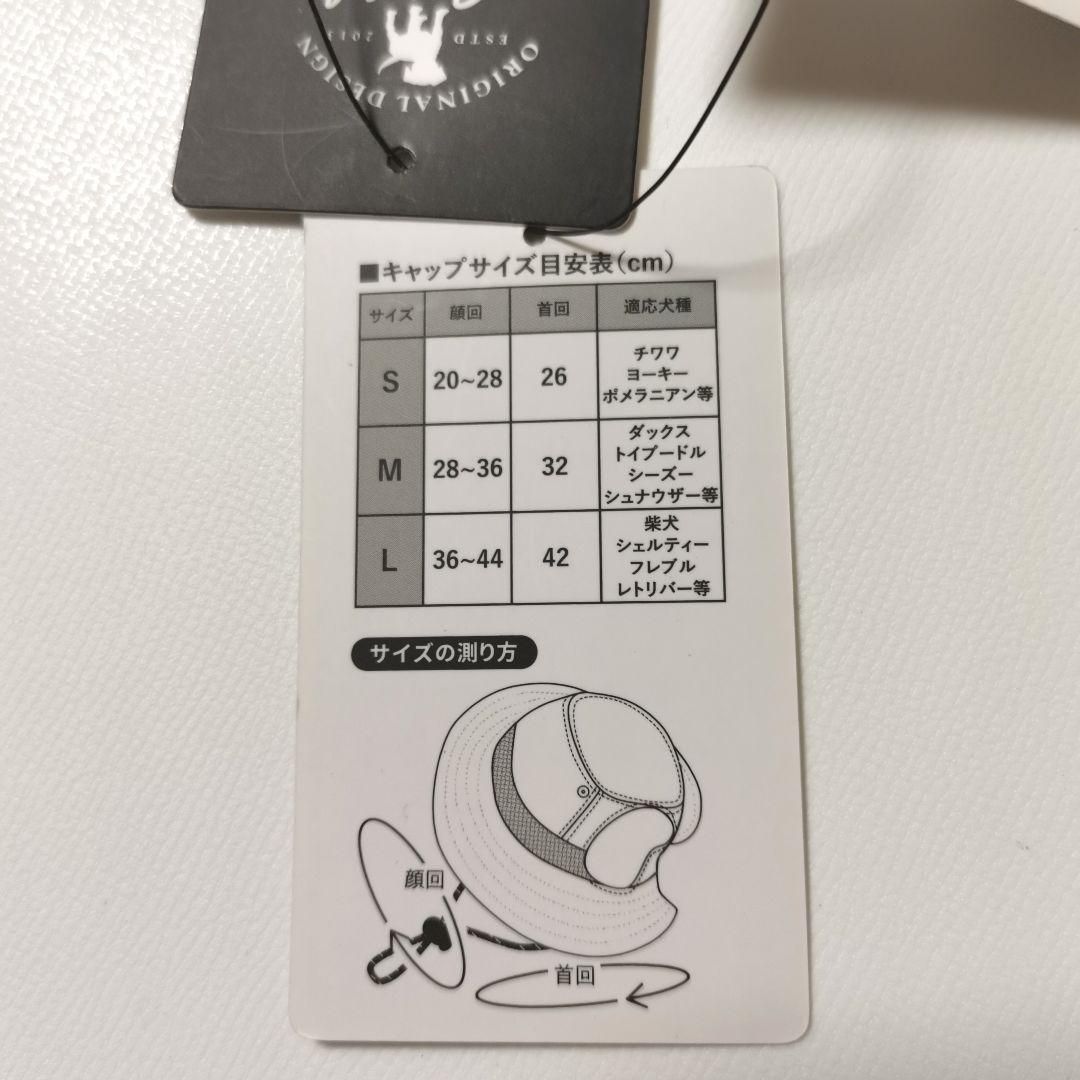 ORIGINAL DESIGN
ESTD 2013
■キャップサイズ目安表(cm)
サイズ 顔回 首回 適応犬種
S 20~28 26 チワワ
ヨーキー
ポメラニアン等
M 28~36 32 ダックス
トイプードル
シーズー
シュナウザー等
L 36~44 42 柴犬
シェルティー
フレブル
レトリバー等
サイズの測り方
顔回
首回